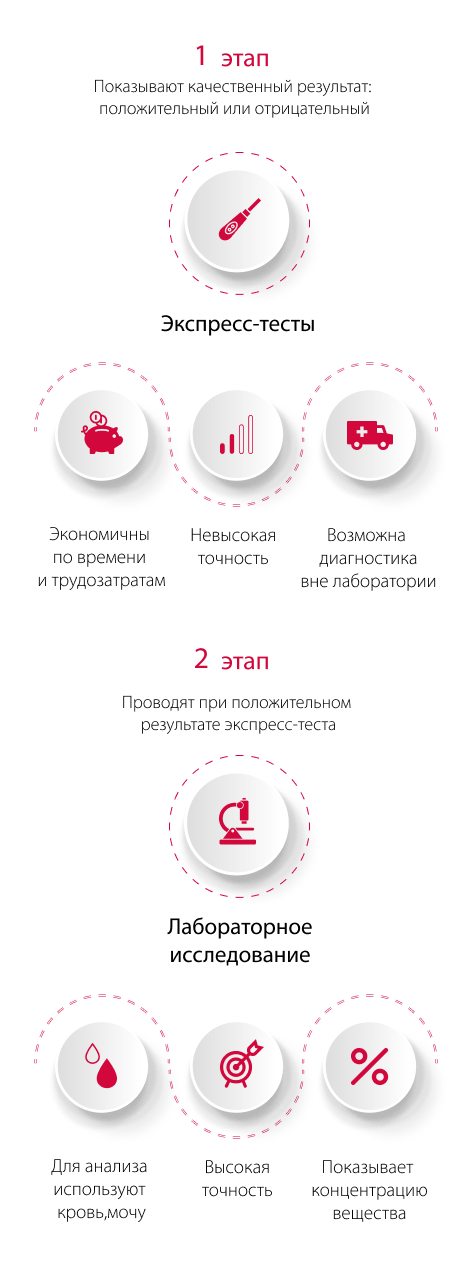 1 этап
Показывают качественный результат:
положительный или отрицательный
Экспресс-тесты
Экономичны
по времени
и трудозатратам
Невысокая
точность
Возможна
диагностика
вне лаборатории
2 этап
Проводят при положительном
результате экспресс-теста
Лабораторное
исследование
Для анализа
используют
кровь,мочу
Высокая
точность
Показывает
концентрацию
вещества